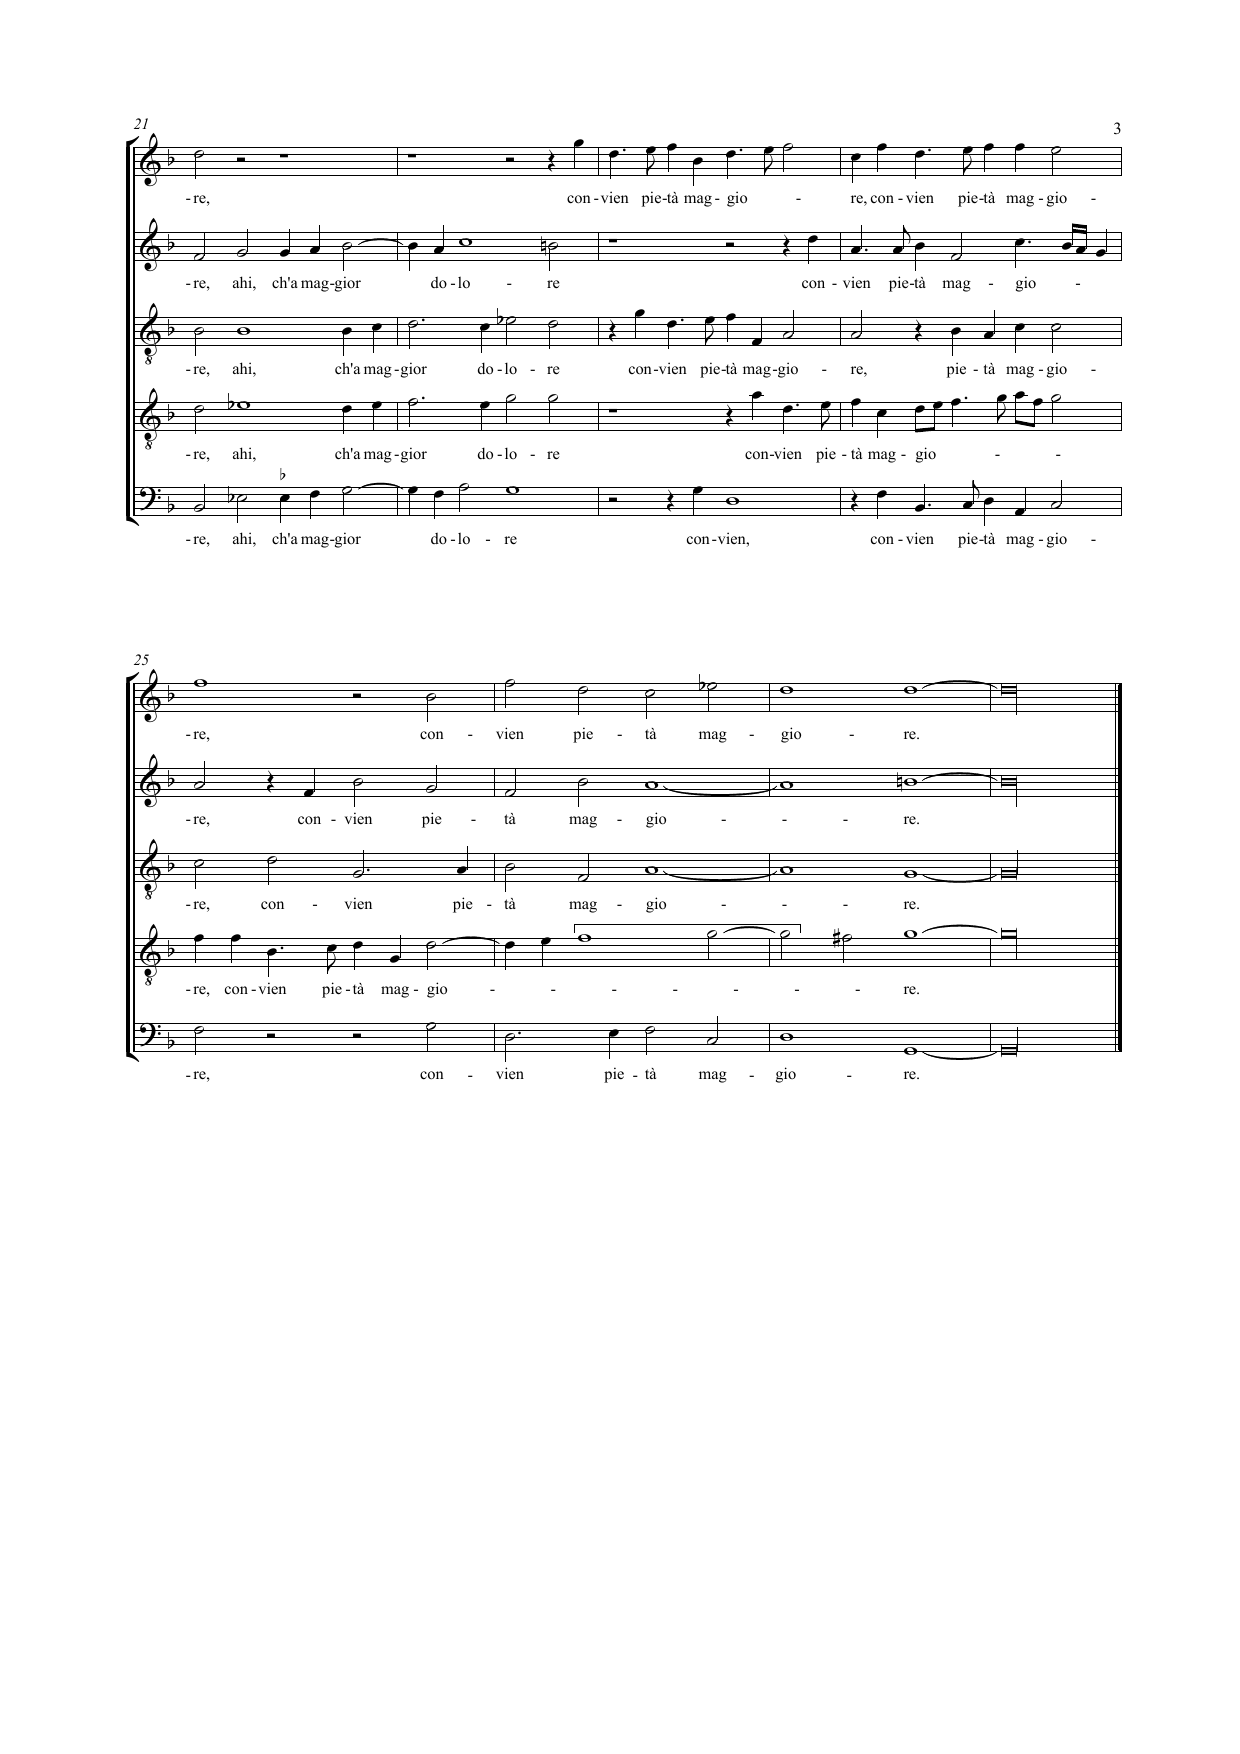 21
3
- re, con - vien pie - tà mag - gio - re, con - vien pie - tà mag - gio -
- re, ahi, ch'a mag - gior do - lo - re con - vien pie - tà mag - gio -
- re, ahi, ch'a mag - gior do - lo - re con - vien pie - tà mag - gio - re, pie - tà mag - gio -
- re, ahi, ch'a mag - gior do - lo - re con - vien pie - tà mag - gio - - -
- re, ahi, ch'a mag - gior do - lo - re con - vien, con - vien pie - tà mag - gio -
25
- re, con - vien pie - tà mag - gio - re.
- re, con - vien pie - tà mag - gio - - - re.
- re, con - vien pie - tà mag - gio - - - re.
- re, con - vien pie - tà mag - gio - - - - - - - re.
- re, con - vien pie - tà mag - gio - re.